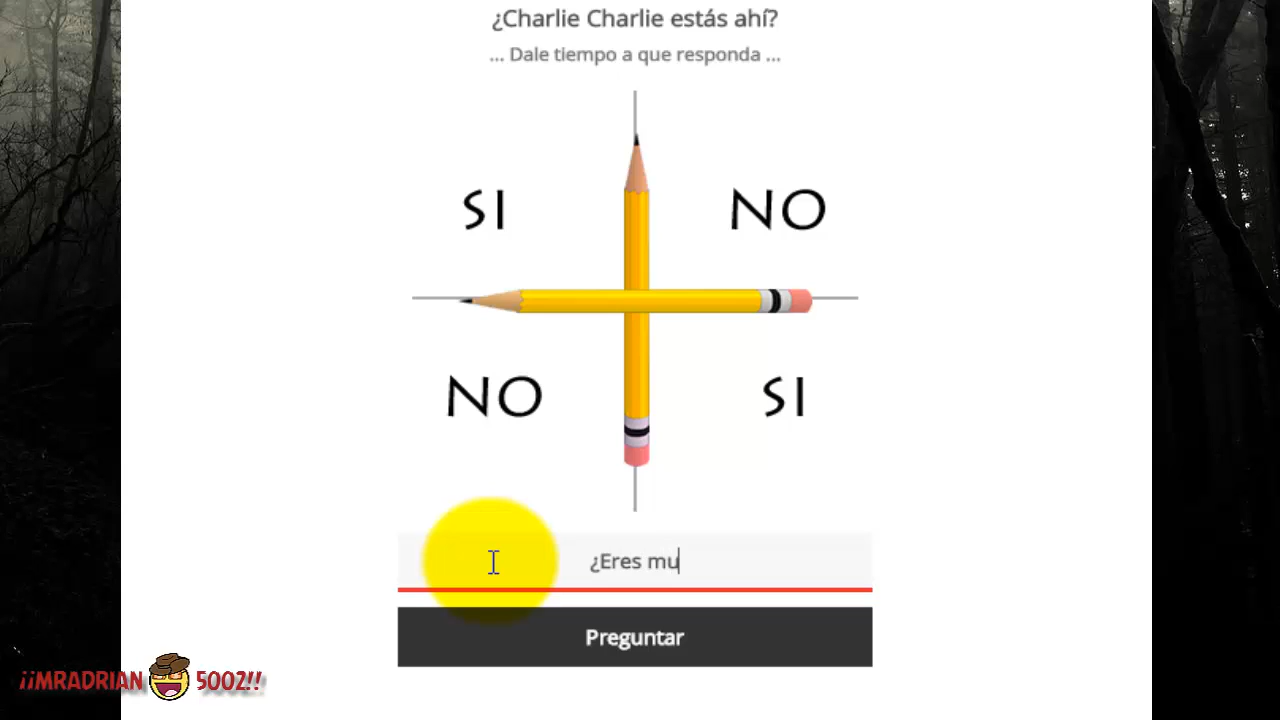 ¿Charlie Charlie estás ahí?
... Dale tiempo a que responda ...
SI NO
NO SI
¿Eres mu
Preguntar
¡¡MRADRIAN 5002!!